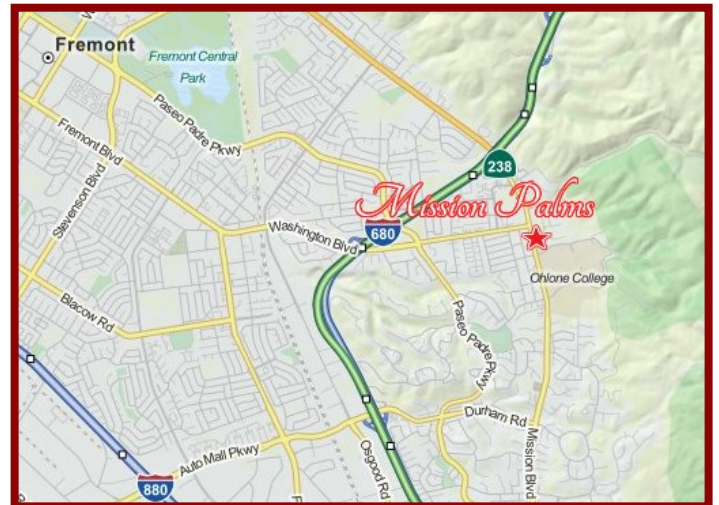 Fremont
Fremont Central
Park
Paseo Padre Pkwy
Fremont Blvd
Stevenson Blvd
238
Mission Palms
Washington Blvd
680
Ohlone College
Blacow Rd
Paseo Padre Pkwy
Durham Rd
Mission Blvd
Auto Mall Pkwy
Osgood Rd
880